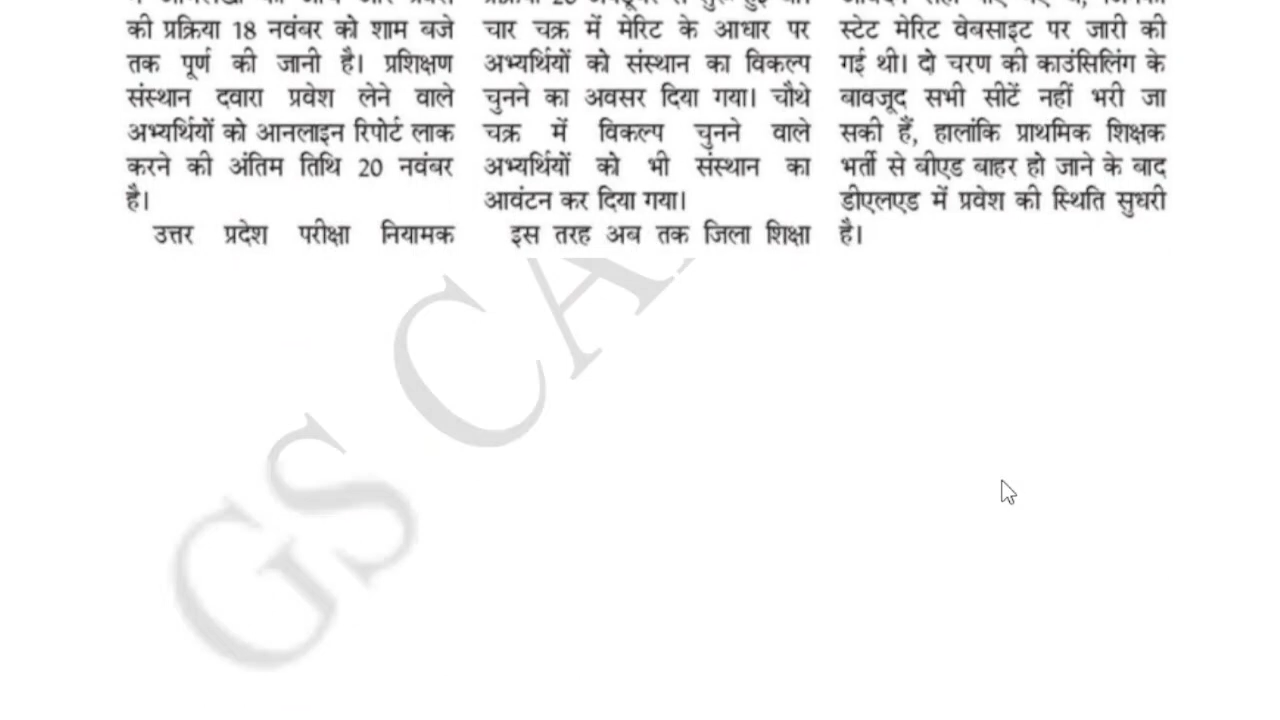 की प्रक्रिया 18 नवंबर को शाम बजे
तक पूर्ण की जानी है। प्रशिक्षण
संस्थान दवारा प्रवेश लेने वाले
अभ्यर्थियों को आनलाइन रिपोर्ट लाक
करने की अंतिम तिथि 20 नवंबर
है।
उत्तर प्रदेश परीक्षा नियामक
चार चक्र में मेरिट के आधार पर
अभ्यर्थियों को संस्थान का विकल्प
चुनने का अवसर दिया गया। चौथे
चक्र में विकल्प चुनने वाले
अभ्यर्थियों को भी संस्थान का
आवंटन कर दिया गया।
इस तरह अब तक जिला शिक्षा
स्टेट मेरिट वेबसाइट पर जारी की
गई थी। दो चरण की काउंसिलिंग के
बावजूद सभी सीटें नहीं भरी जा
सकी हैं, हालांकि प्राथमिक शिक्षक
भर्ती से बीएड बाहर हो जाने के बाद
डीएलएड में प्रवेश की स्थिति सुधरी
है।
GS CA